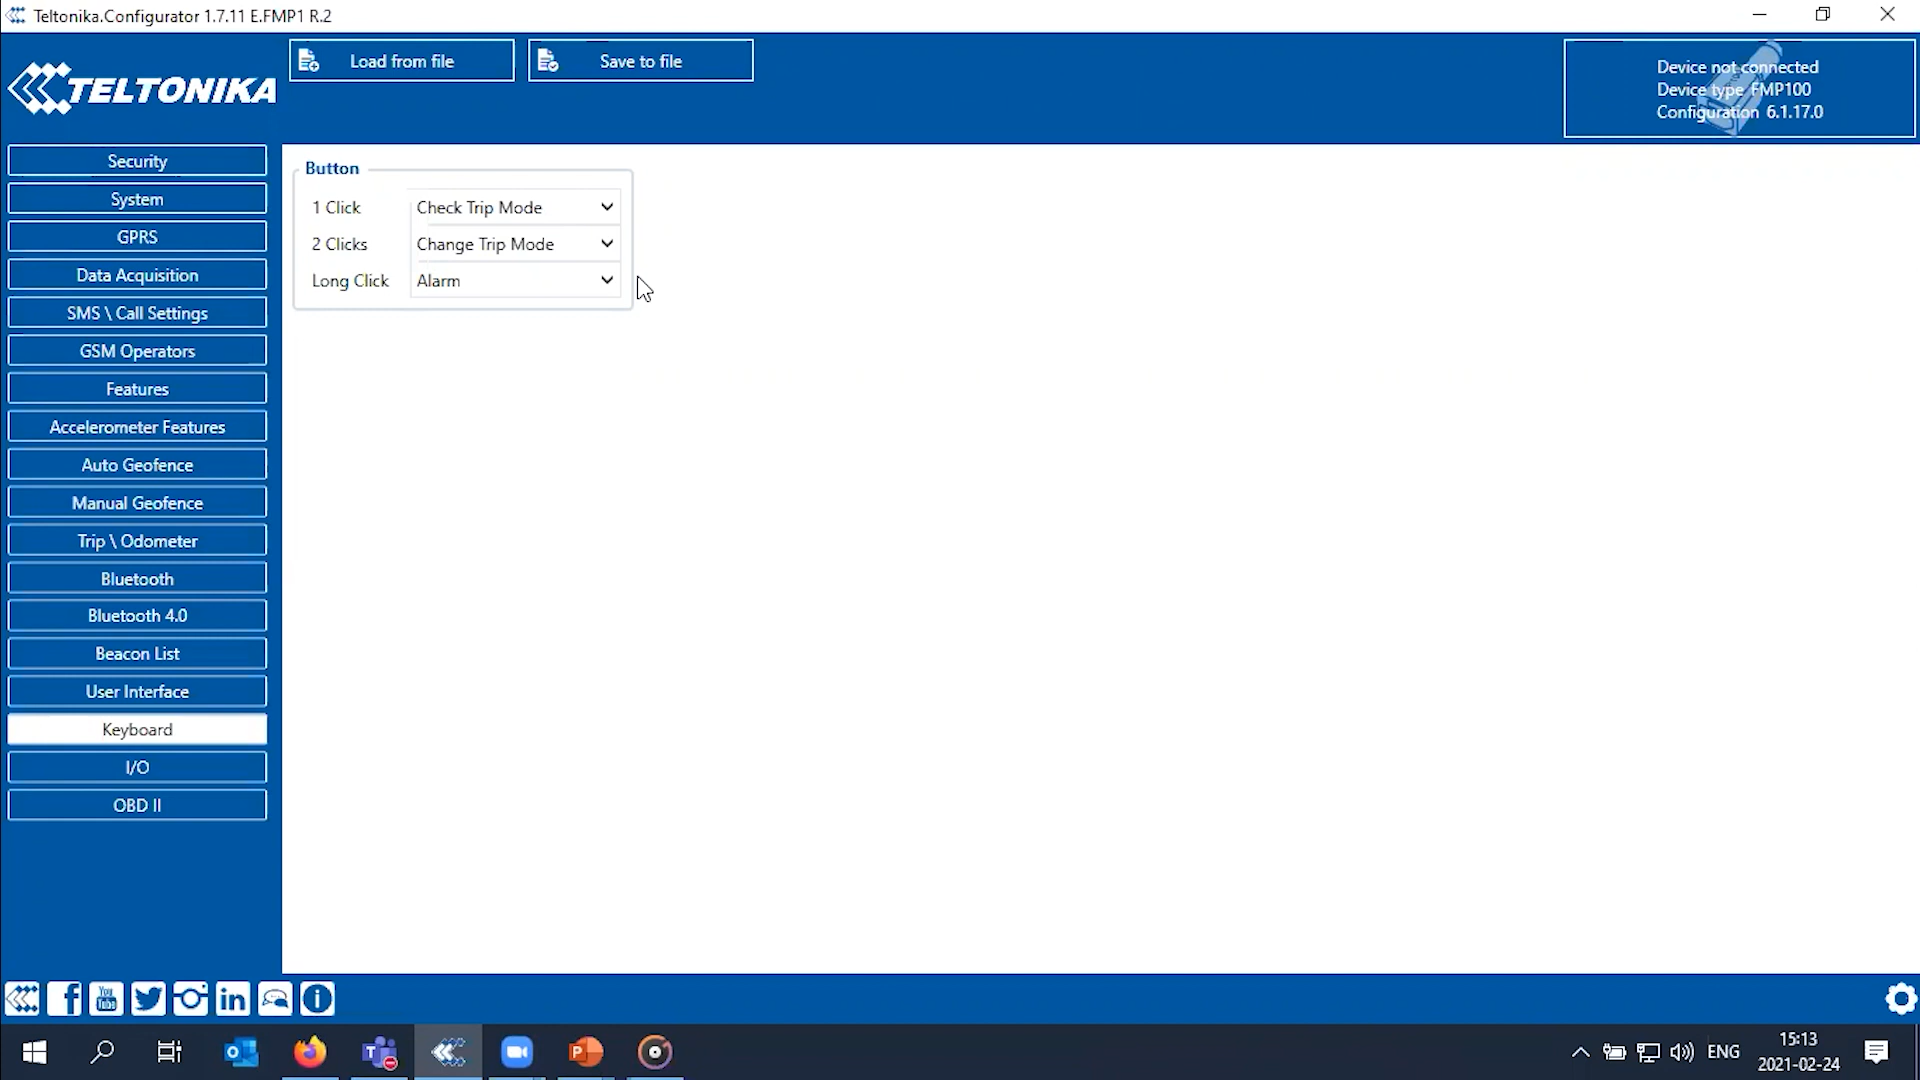 Teltonika.Configurator 1.7.11 E.FMP1 R.2
TELTONIKA
Load from file
Save to file
Device not connected
Device type FMP100
Configuration 6.1.17.0
Security
System
GPRS
Data Acquisition
SMS \ Call Settings
GSM Operators
Features
Accelerometer Features
Auto Geofence
Manual Geofence
Trip \ Odometer
Bluetooth
Bluetooth 4.0
Beacon List
User Interface
Keyboard
I/O
OBD II
Button
1 Click Check Trip Mode
2 Clicks Change Trip Mode
Long Click Alarm
You Tube
ENG
15:13
2021-02-24